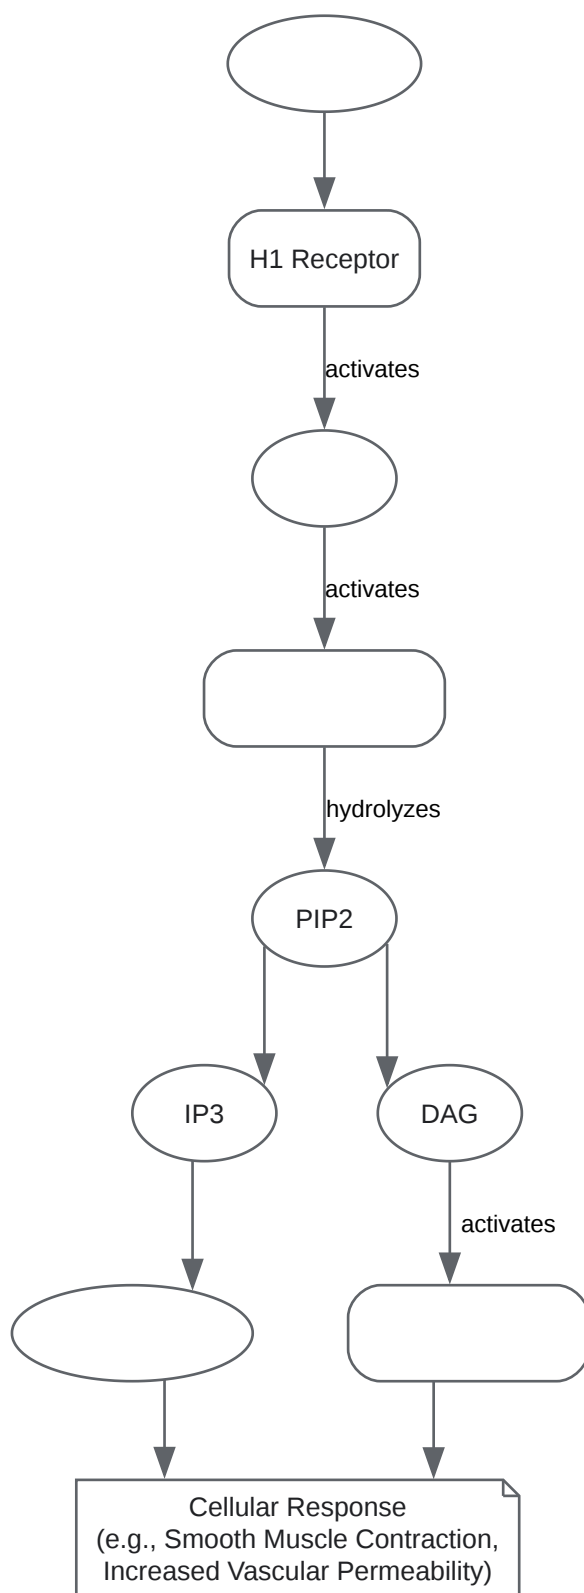 H1 Receptor
activates
activates
hydrolyzes
PIP2
IP3
DAG
activates
Cellular Response
(e.g., Smooth Muscle Contraction,
Increased Vascular Permeability)